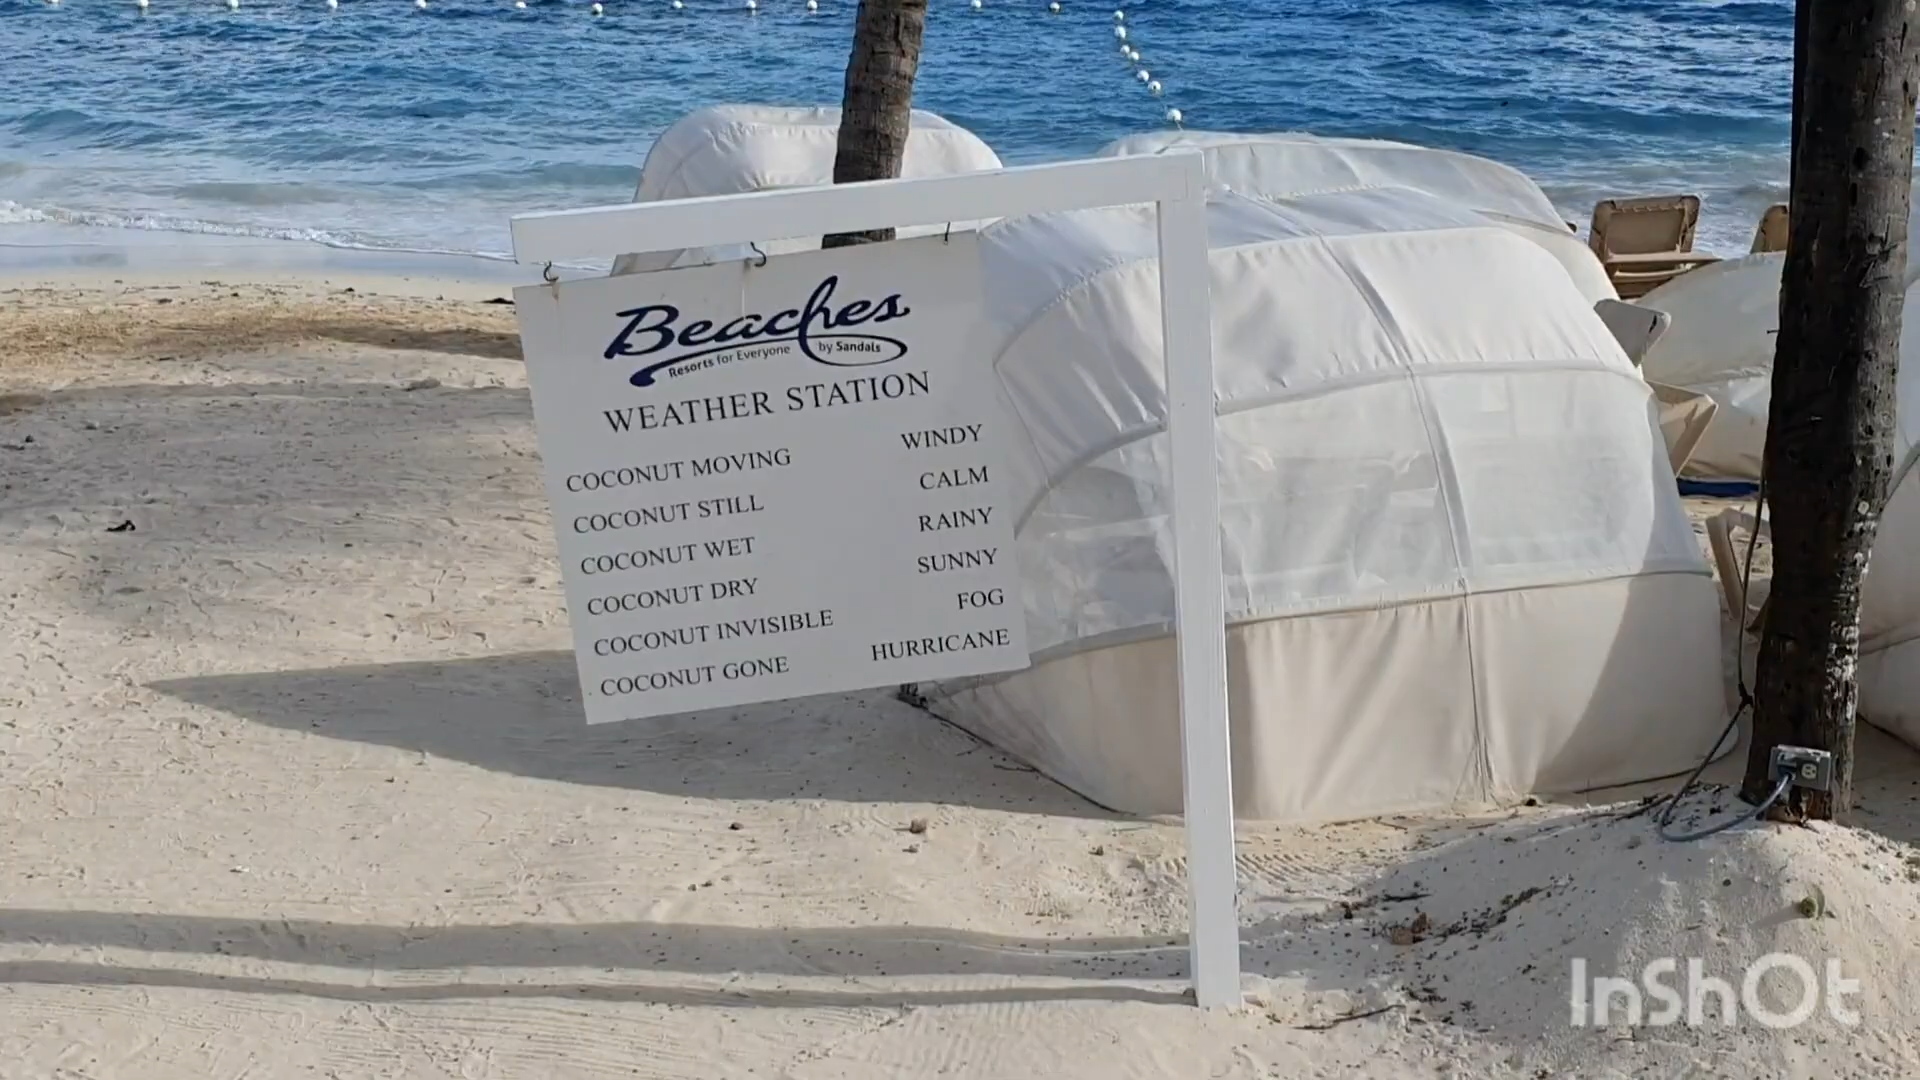 Beaches
Resorts for Everyone by Sandals
WEATHER STATION
COCONUT MOVING WINDY
COCONUT STILL CALM
COCONUT WET RAINY
COCONUT DRY SUNNY
COCONUT INVISIBLE FOG
COCONUT GONE HURRICANE
InShOt